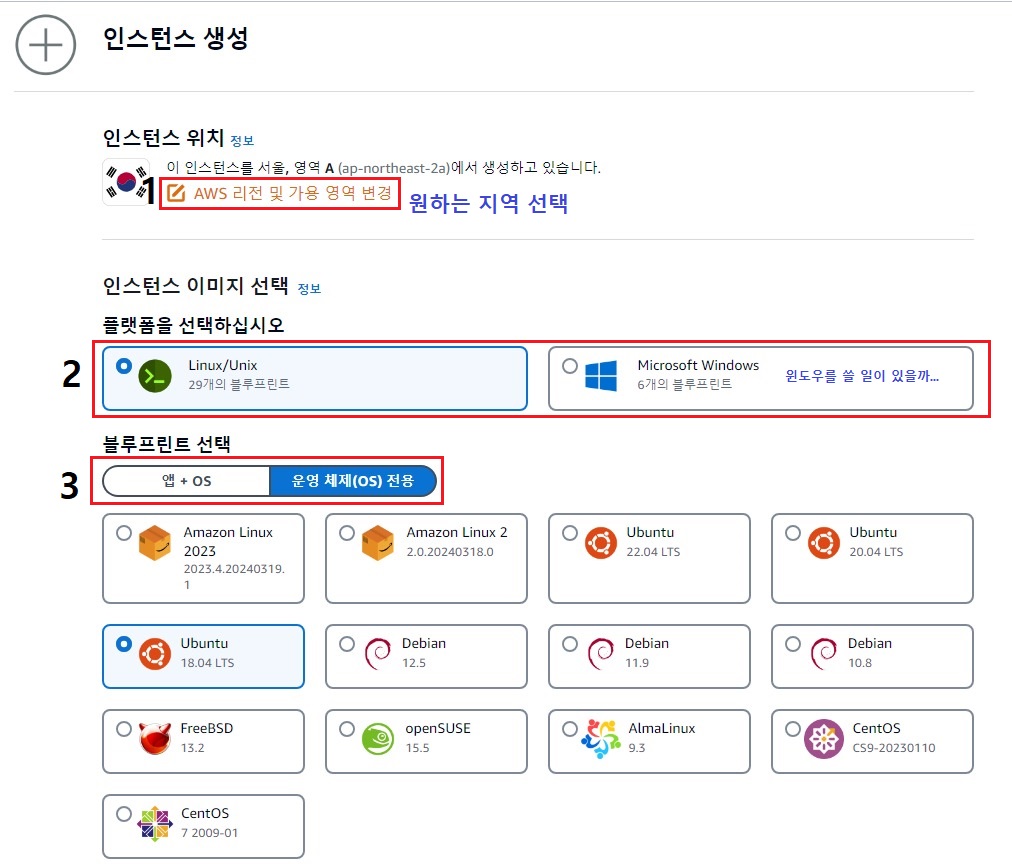 인스턴스 생성
인스턴스 위치 정보
이 인스턴스를 서울, 영역 A (ap-northeast-2a)에서 생성하고 있습니다.
1 AWS 리전 및 가용 영역 변경 원하는 지역 선택
인스턴스 이미지 선택 정보
플랫폼을 선택하십시오
2
Linux/Unix
29개의 블루프린트
Microsoft Windows
6개의 블루프린트
윈도우를 쓸 일이 있을까...
블루프린트 선택
3 앱 + OS 운영 체제(OS) 전용
Amazon Linux
2023
2023.4.20240319.
1
Amazon Linux 2
2.0.20240318.0
Ubuntu
22.04 LTS
Ubuntu
20.04 LTS
Ubuntu
18.04 LTS
Debian
12.5
Debian
11.9
Debian
10.8
FreeBSD
13.2
openSUSE
15.5
AlmaLinux
9.3
CentOS
CS9-20230110
CentOS
7 2009-01